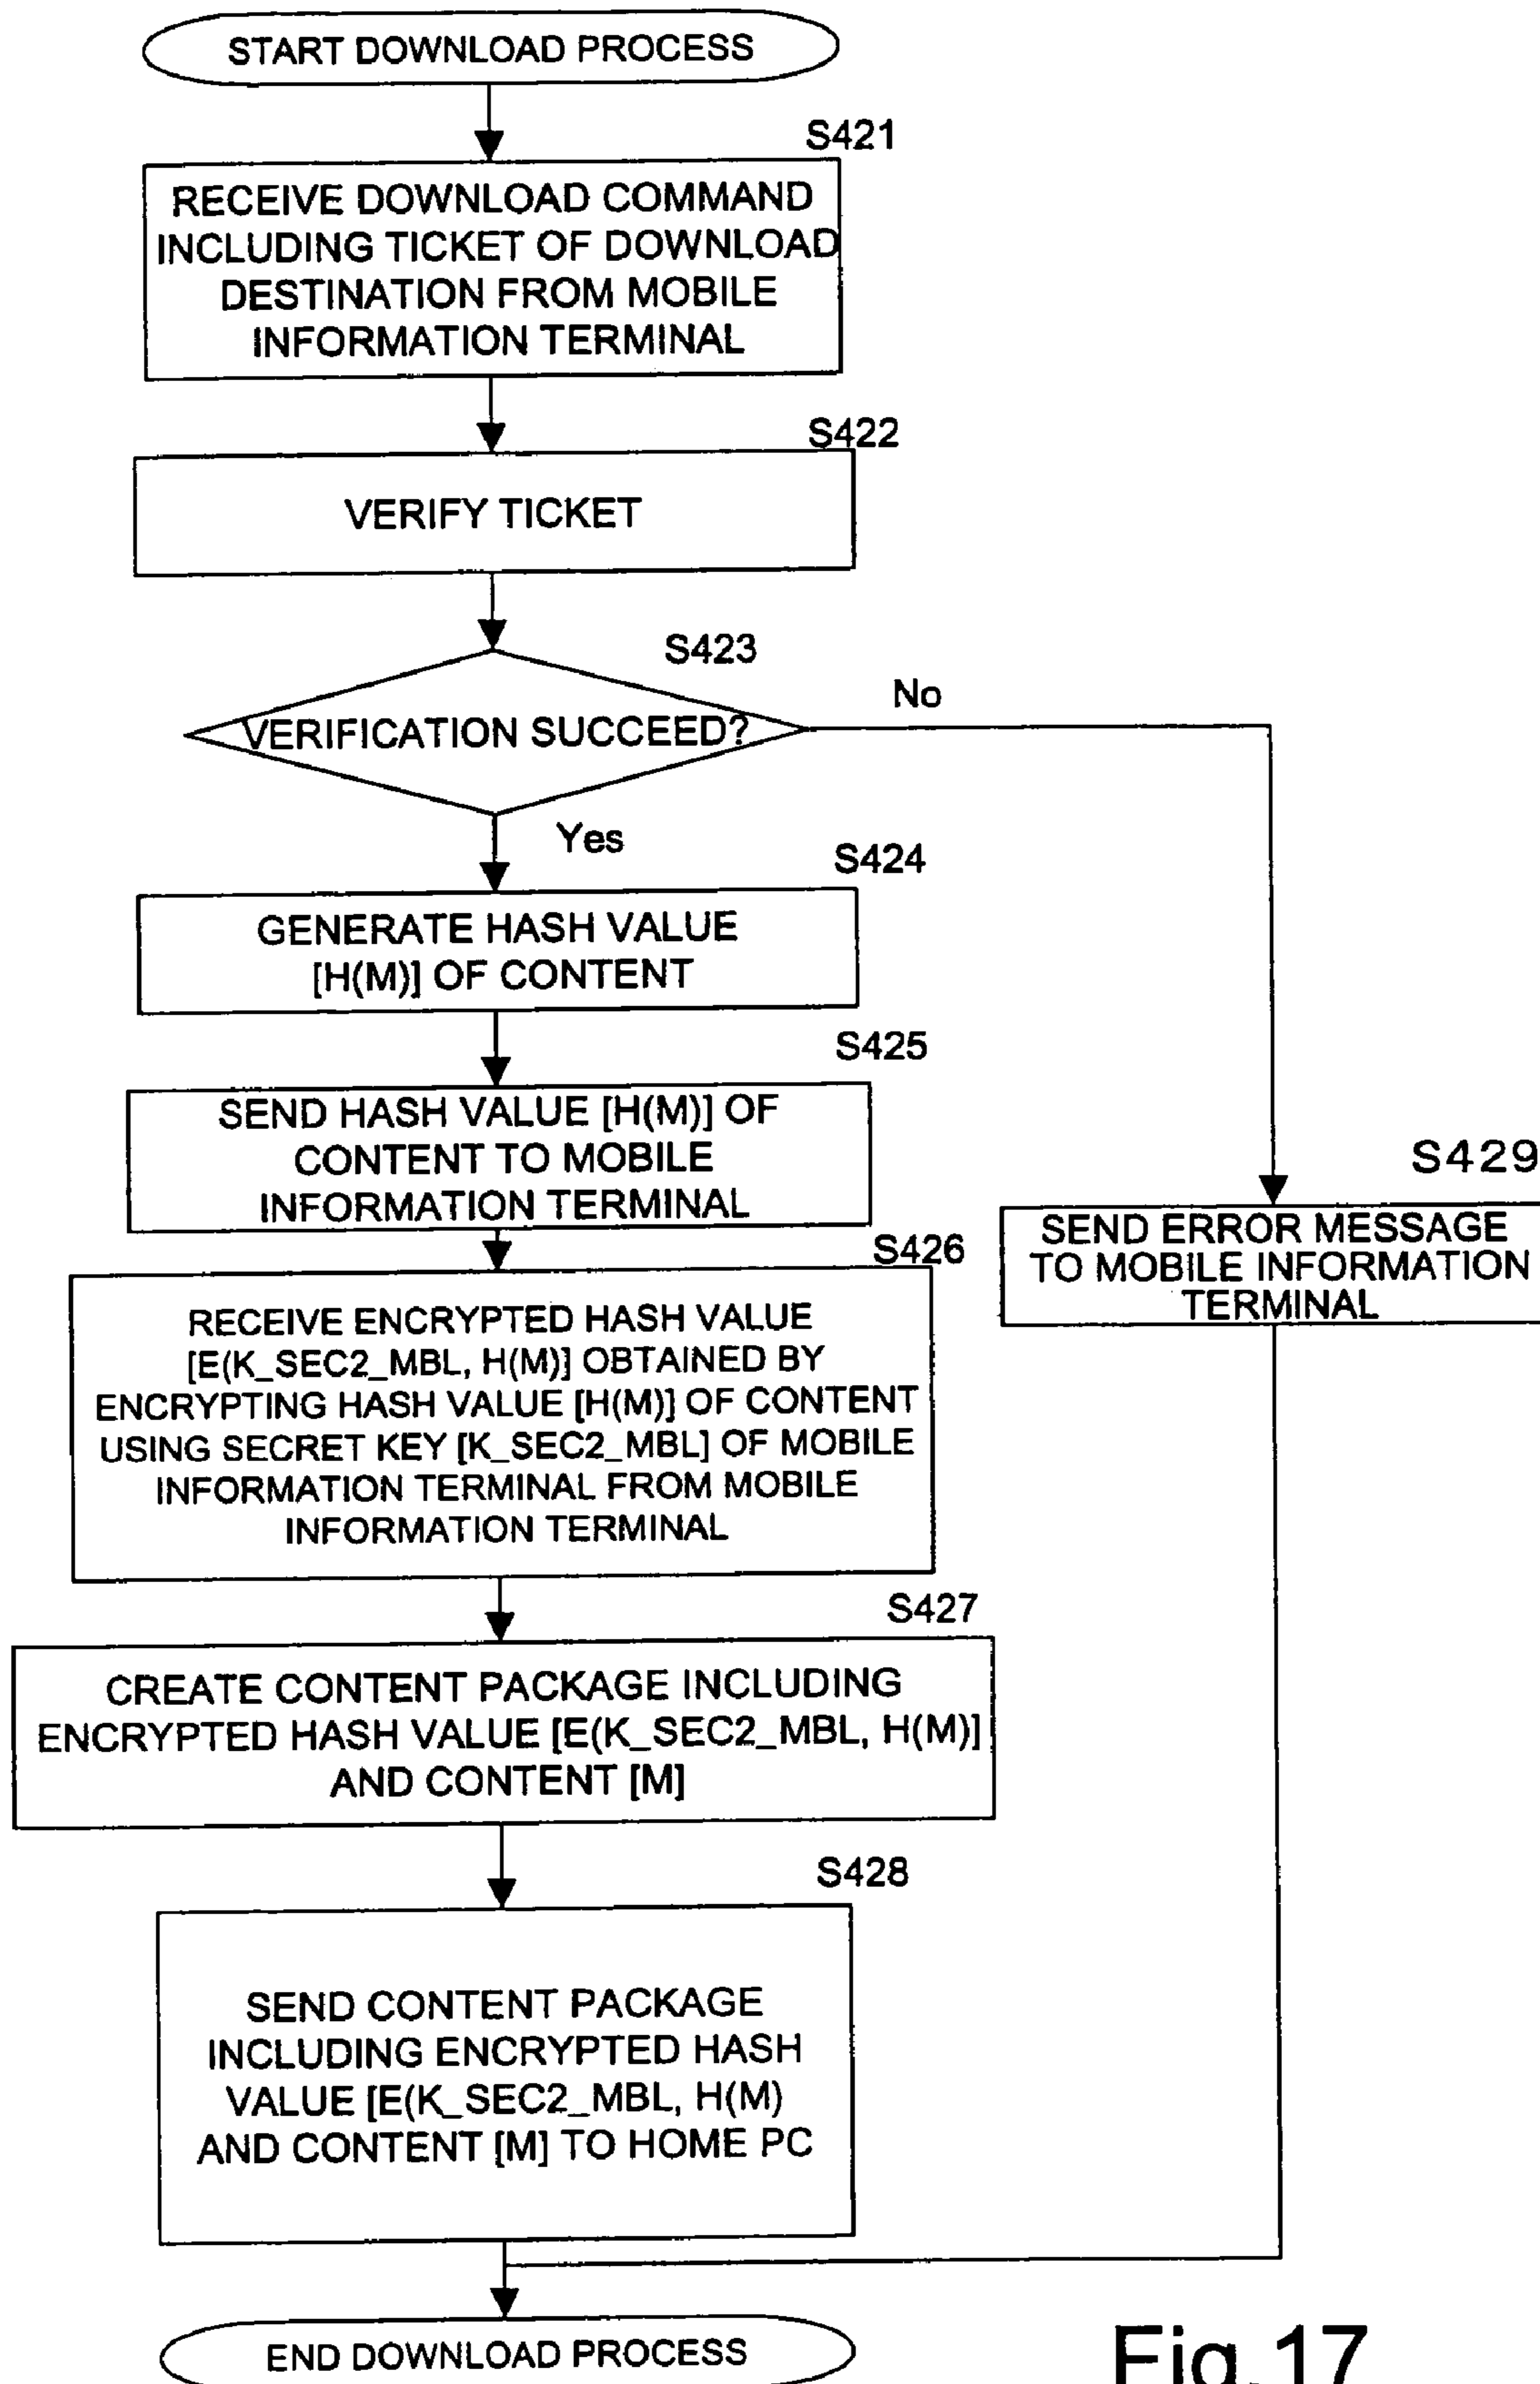 START DOWNLOAD PROCESS
S421
RECEIVE DOWNLOAD COMMAND
INCLUDING TICKET OF DOWNLOAD
DESTINATION FROM MOBILE
INFORMATION TERMINAL
S422
VERIFY TICKET
S423
VERIFICATION SUCCEED?
No
Yes
S424
GENERATE HASH VALUE
[H(M)] OF CONTENT
S425
SEND HASH VALUE [H(M)] OF
CONTENT TO MOBILE
INFORMATION TERMINAL
S429
SEND ERROR MESSAGE
TO MOBILE INFORMATION
TERMINAL
S426
RECEIVE ENCRYPTED HASH VALUE
[E(K_SEC2_MBL, H(M)] OBTAINED BY
ENCRYPTING HASH VALUE [H(M)] OF CONTENT
USING SECRET KEY [K_SEC2_MBL] OF MOBILE
INFORMATION TERMINAL FROM MOBILE
INFORMATION TERMINAL
S427
CREATE CONTENT PACKAGE INCLUDING
ENCRYPTED HASH VALUE [E(K_SEC2_MBL, H(M)]
AND CONTENT [M]
S428
SEND CONTENT PACKAGE
INCLUDING ENCRYPTED HASH
VALUE [E(K_SEC2_MBL, H(M)
AND CONTENT [M] TO HOME PC
END DOWNLOAD PROCESS
Fig.17